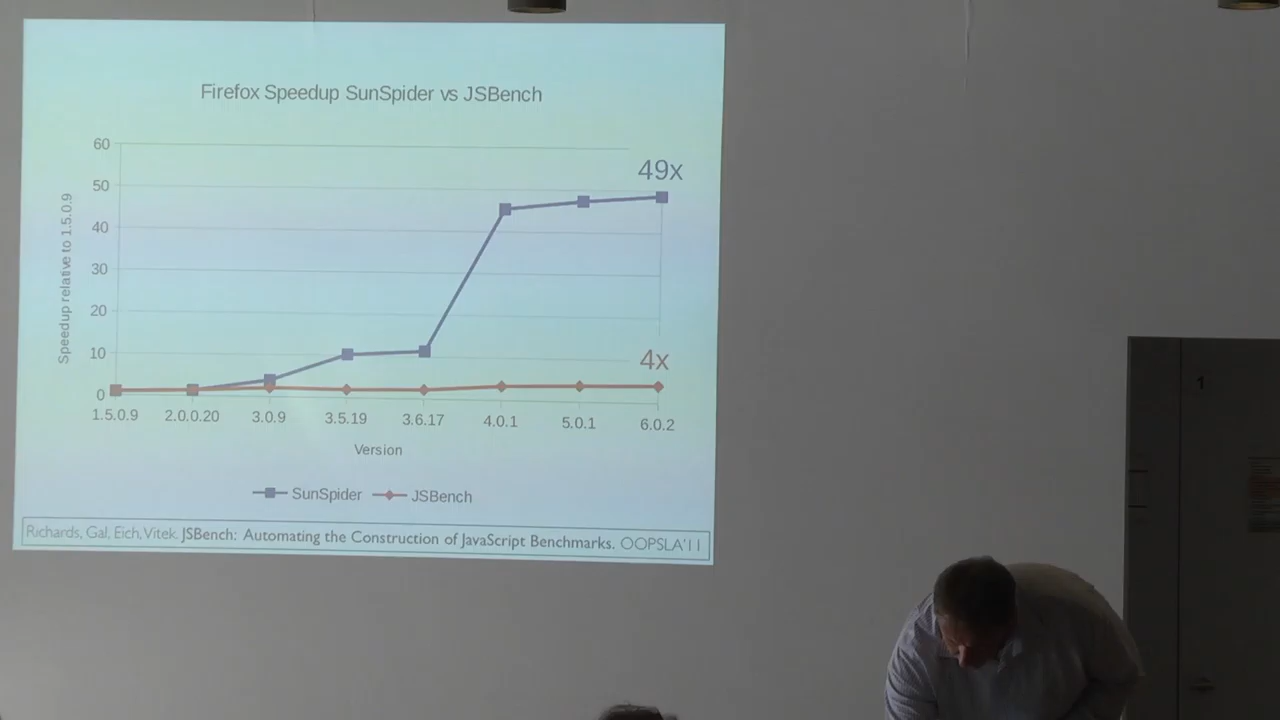 Firefox Speedup SunSpider vs JSBench
60
50
40
30
20
10
0
Speedup relative to 1.5.0.9
49x
4x
1.5.0.9 2.0.0.20 3.0.9 3.5.19 3.6.17 4.0.1 5.0.1 6.0.2
Version
SunSpider JSBench
Richards, Gal, Eich, Vitek. JSBench: Automating the Construction of JavaScript Benchmarks. OOPSLA'11
1